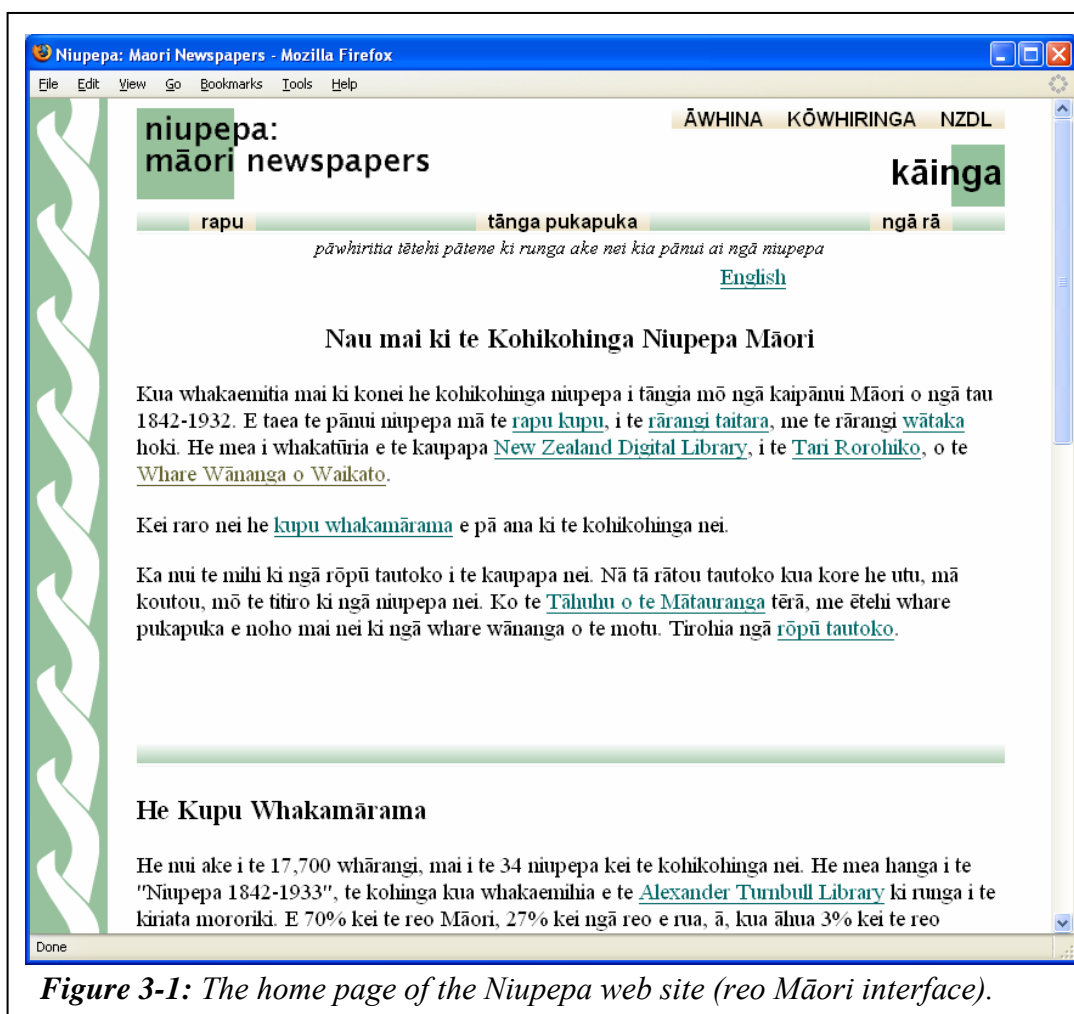 Niupepa: Maori Newspapers - Mozilla Firefox
File Edit View Go Bookmarks Tools Help
niupepa:
māori newspapers
ĀWHINA KŌWHIRINGA NZDL
kāinga
rapu tānga pukapuka ngā rā
pāwhiritia tētehi pātene ki runga ake nei kia pānui ai ngā niupepa
English
Nau mai ki te Kohikohinga Niupepa Māori
Kua whakaemitia mai ki konei he kohikohinga niupepa i tāngia mō ngā kaipānui Māori o ngā tau
1842-1932. E taea te pānui niupepa mā te rapu kupu, i te rārangi taitara, me te rārangi wātaka
hoki. He mea i whakatūria e te kaupapa New Zealand Digital Library, i te Tari Rorohiko, o te
Whare Wānanga o Waikato.
Kei raro nei he kupu whakamārama e pā ana ki te kohikohinga nei.
Ka nui te mihi ki ngā rōpū tautoko i te kaupapa nei. Nā tā rātou tautoko kua kore he utu, mā
koutou, mō te titiro ki ngā niupepa nei. Ko te Tāhuhu o te Mātauranga tērā, me ētehi whare
pukapuka e noho mai nei ki ngā whare wānanga o te motu. Tirohia ngā rōpū tautoko.
He Kupu Whakamārama
He nui ake i te 17,700 whārangi, mai i te 34 niupepa kei te kohikohinga nei. He mea hanga i te
"Niupepa 1842-1933", te kohinga kua whakaemihia e te Alexander Turnbull Library ki runga i te
kiriata mororiki. E 70% kei te reo Māori, 27% kei ngā reo e rua, ā, kua āhua 3% kei te reo
Done
Figure 3-1: The home page of the Niupepa web site (reo Māori interface).